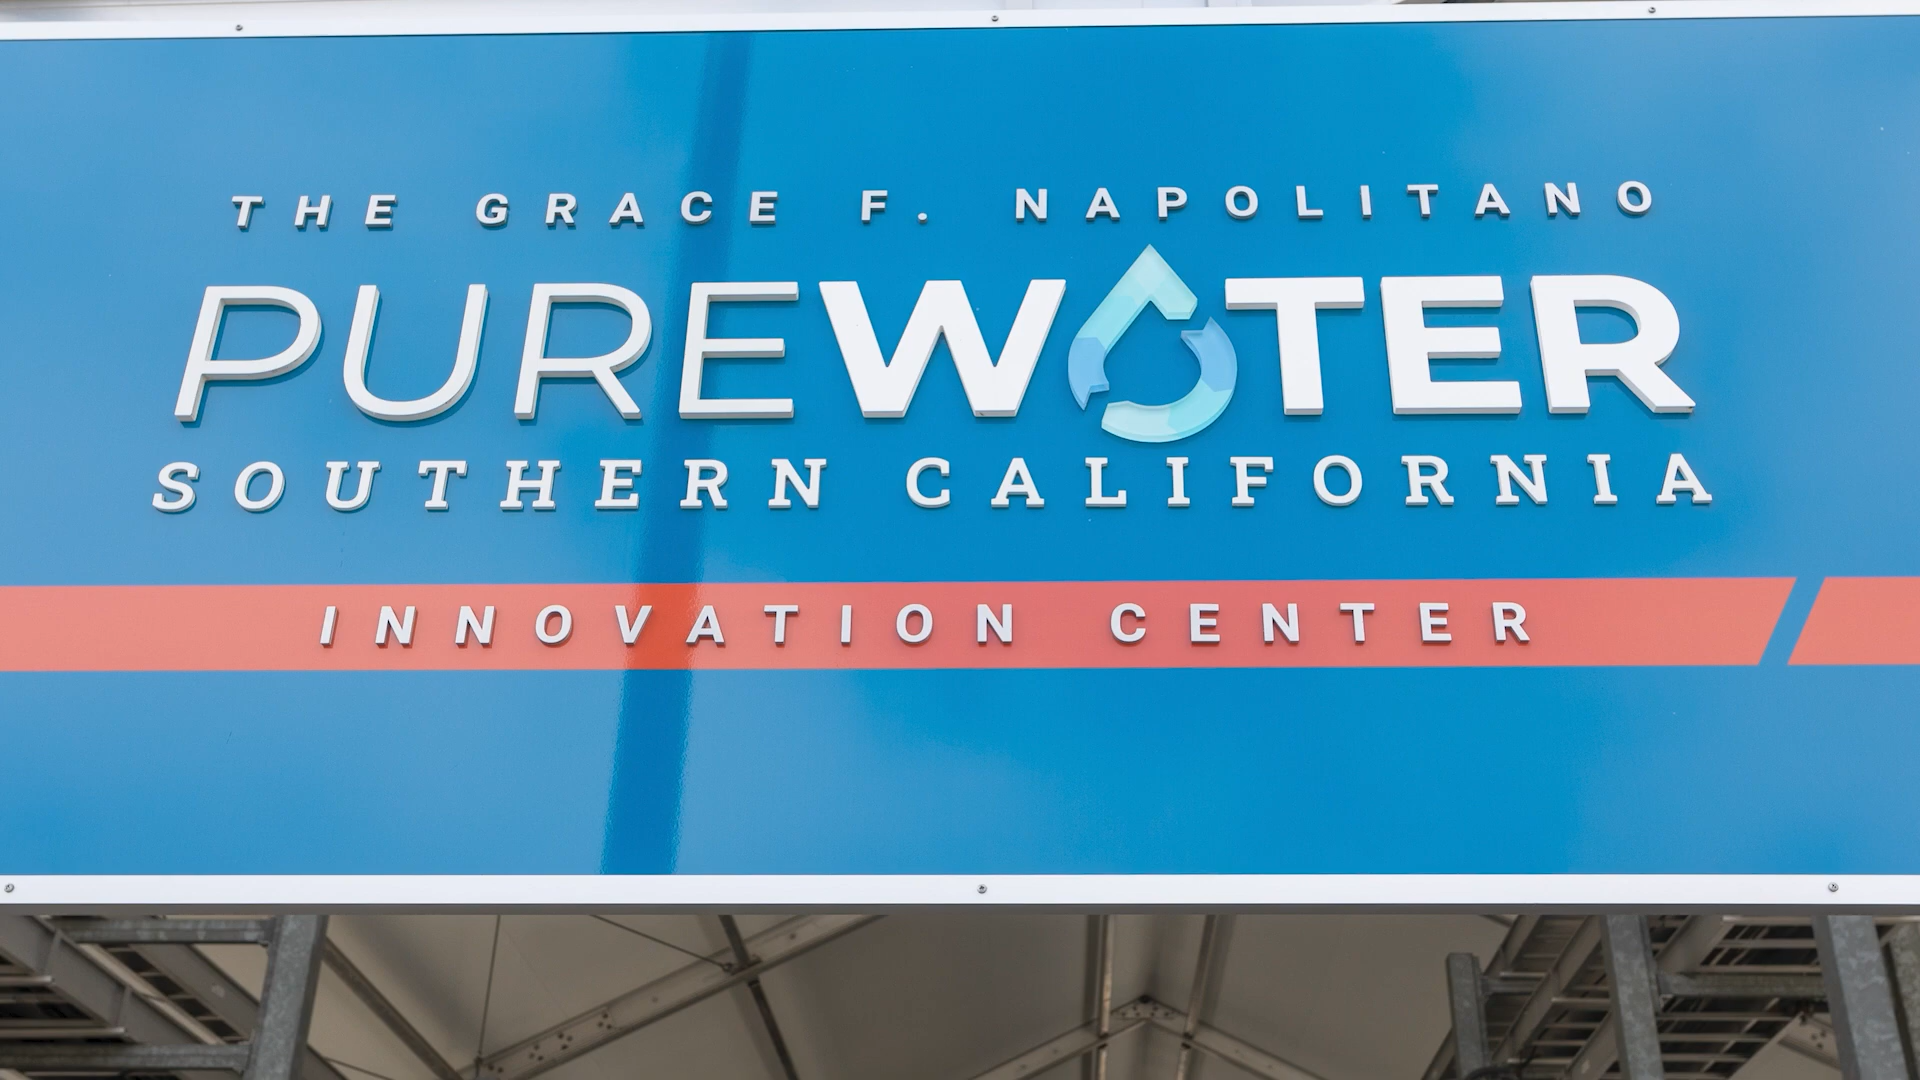 THE GRACE F. NAPOLITANO
PUREWATER
SOUTHERN CALIFORNIA
INNOVATION CENTER